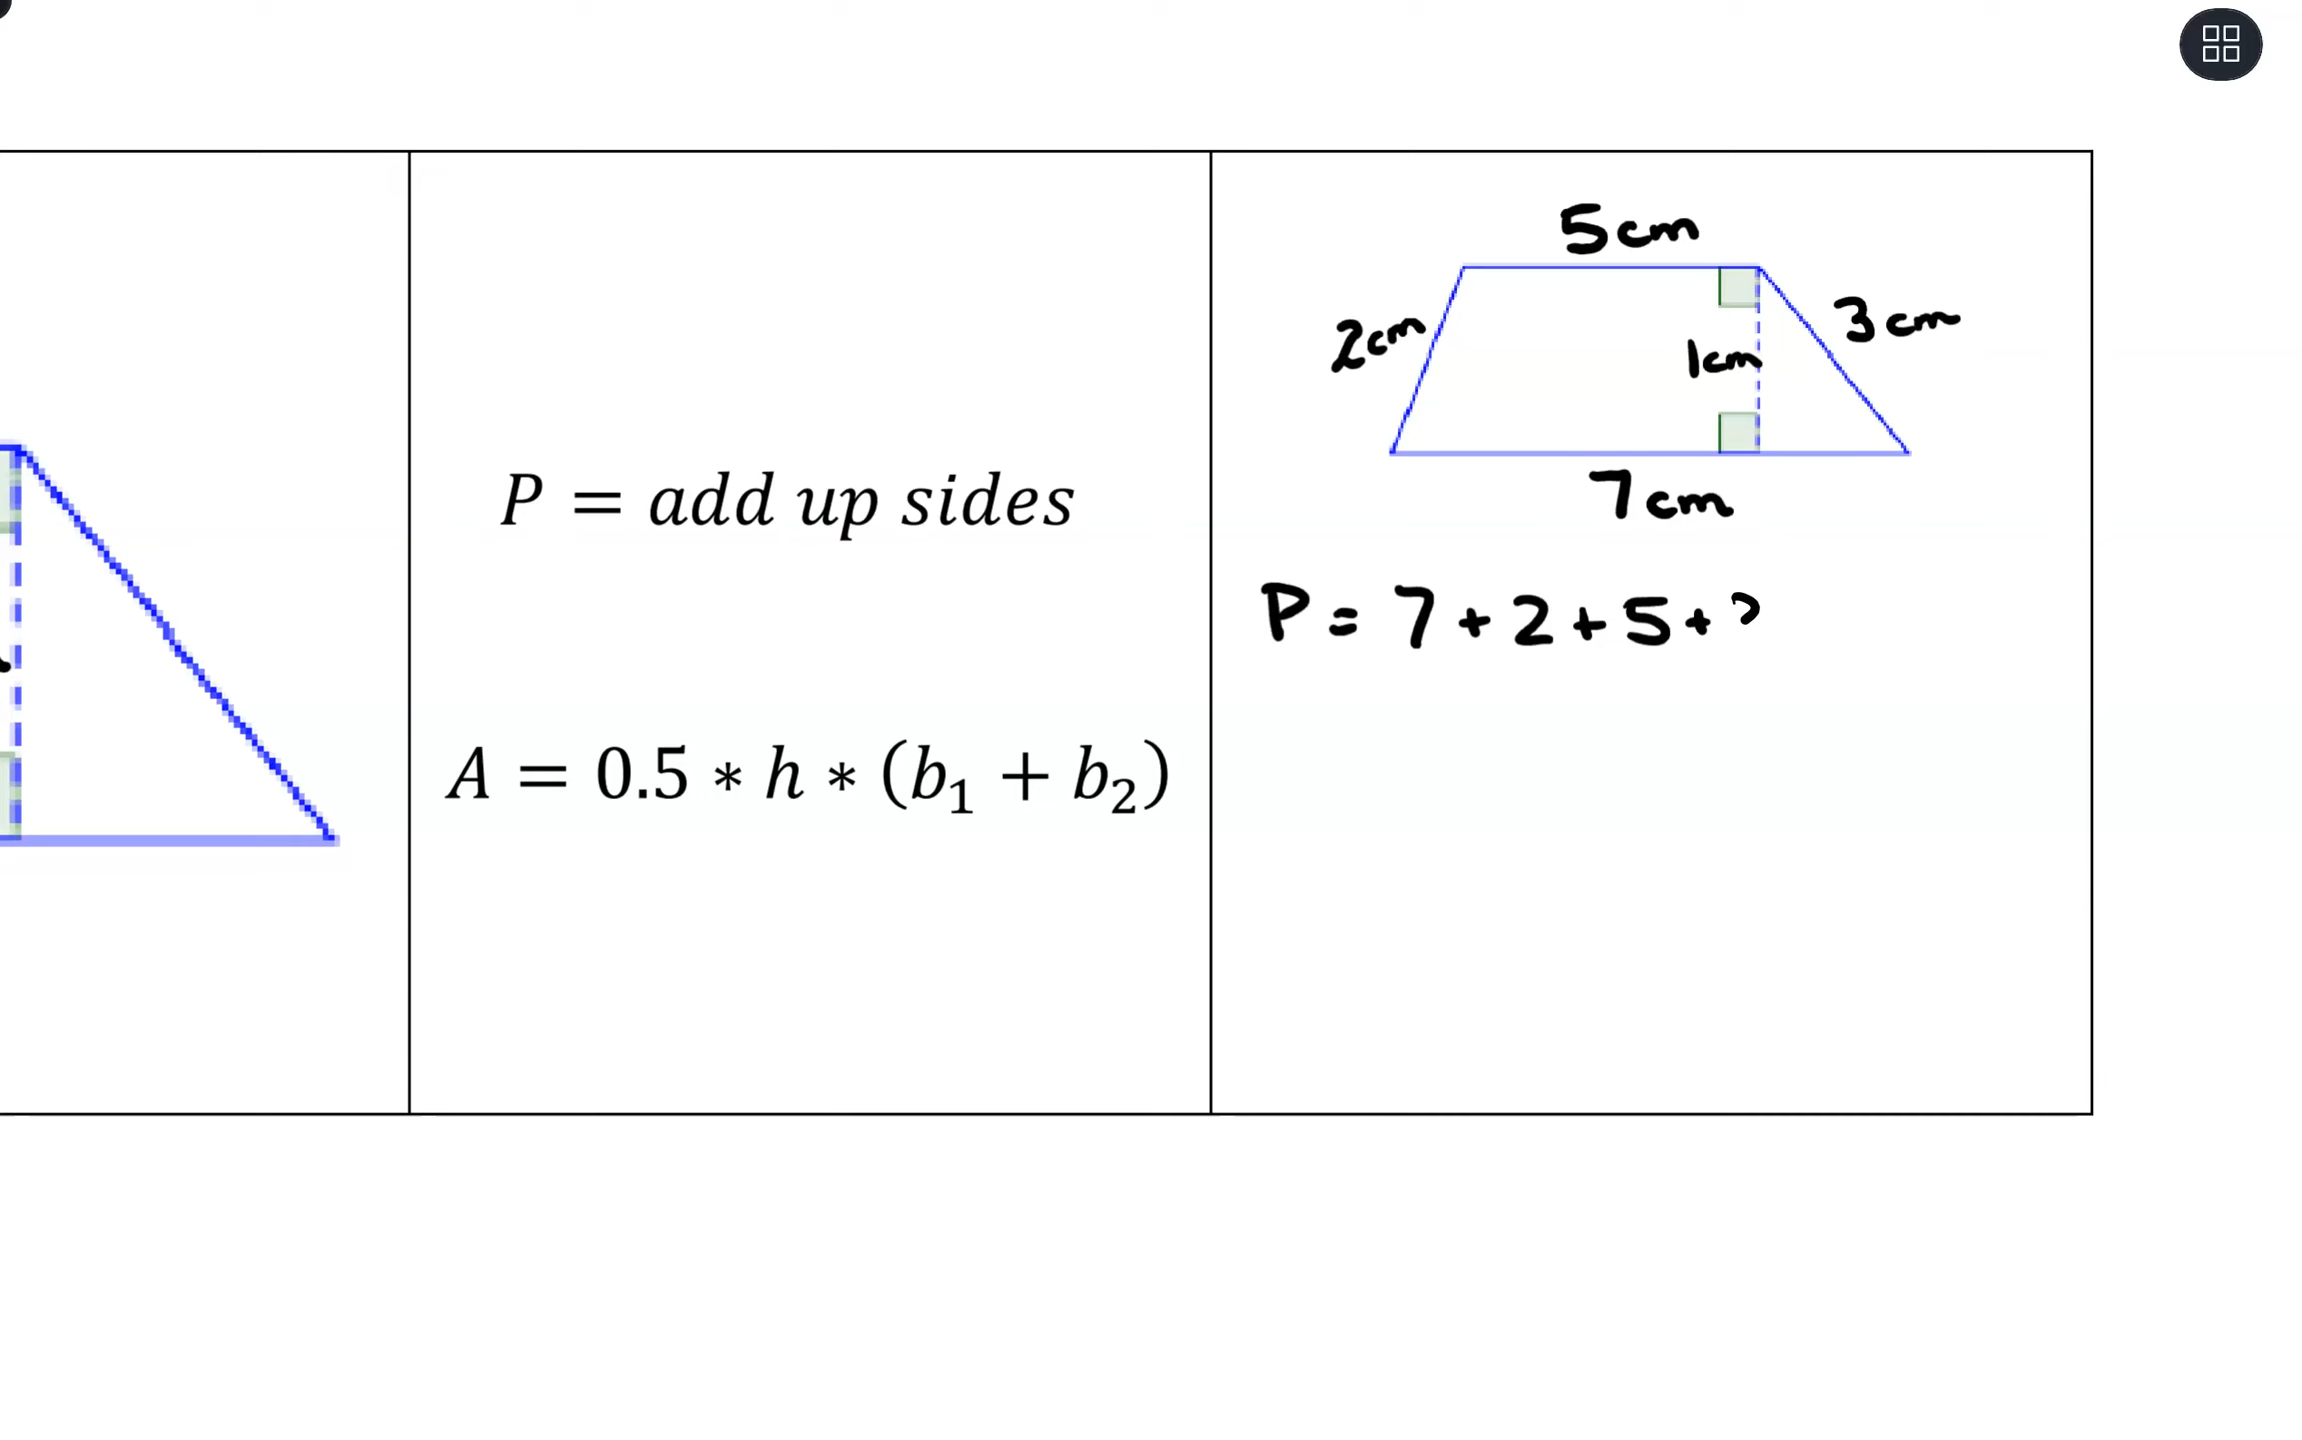 P = add up sides
A = 0.5 * h * (b₁ + b₂)
5cm
2cm
3cm
1cm
7cm
P = 7 + 2 + 5 +